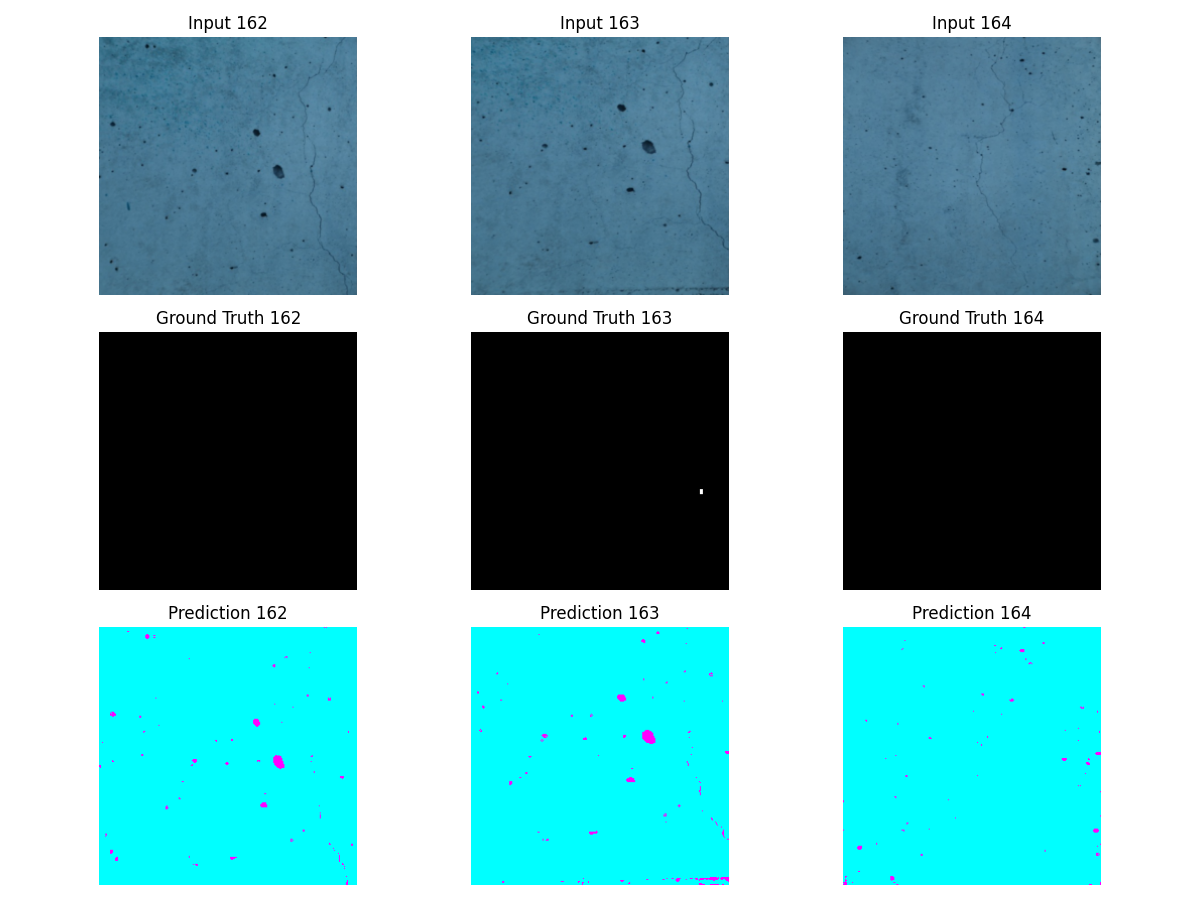 Input 162
Input 163
Input 164
Ground Truth 162
Ground Truth 163
Ground Truth 164
Prediction 162
Prediction 163
Prediction 164